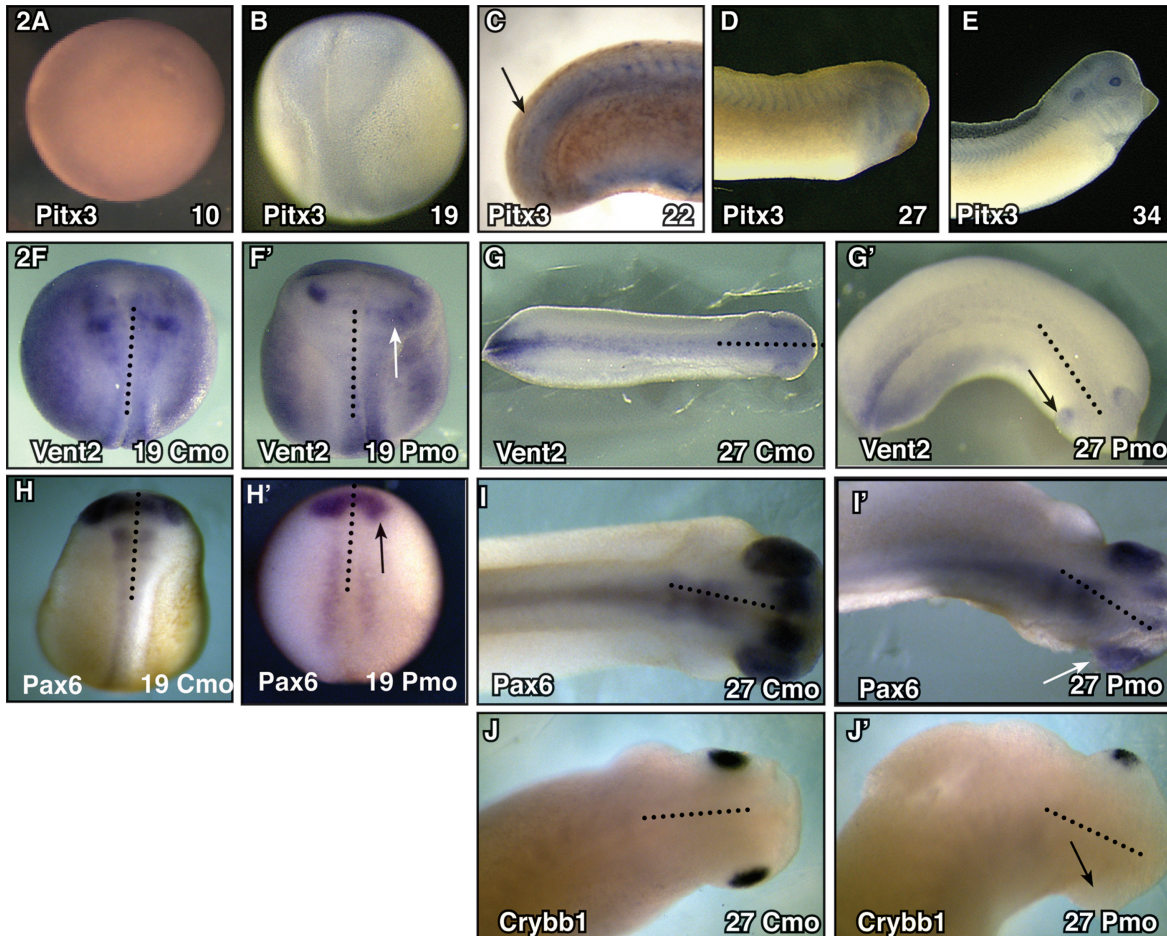 2A
Pitx3 10
B
Pitx3 19
C
Pitx3 22
D
Pitx3 27
E
Pitx3 34
2F
Vent2 19 Cmo
F'
Vent2 19 Pmo
G
Vent2 27 Cmo
G'
Vent2 27 Pmo
H
Pax6 19 Cmo
H'
Pax6 19 Pmo
I
Pax6 27 Cmo
I'
Pax6 27 Pmo
J
Crybb1 27 Cmo
J'
Crybb1 27 Pmo